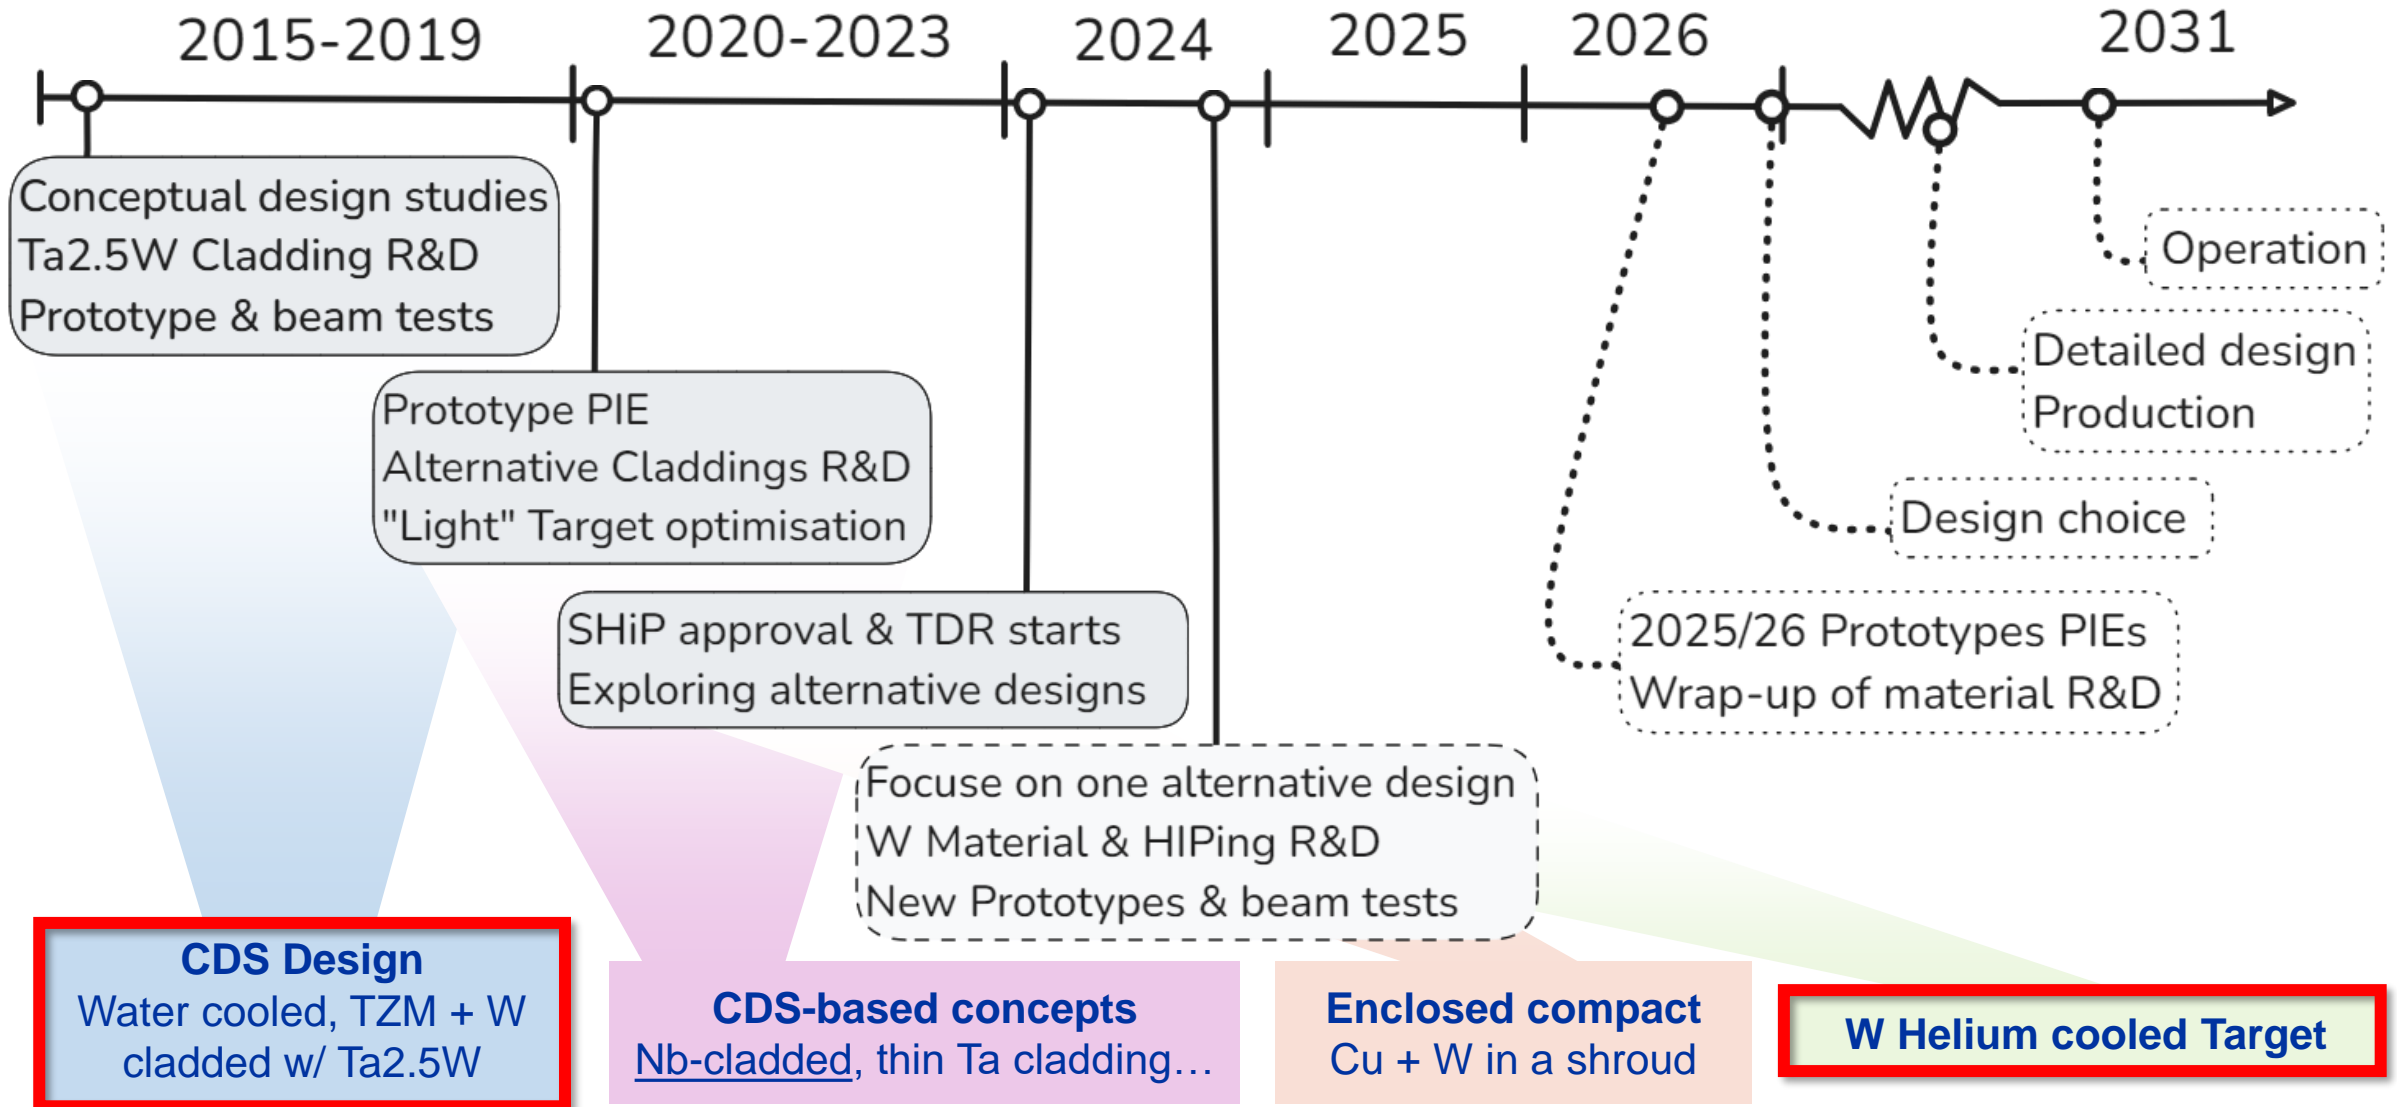 2015-2019
2020-2023
2024
2025
2026
2031
Conceptual design studies
Ta2.5W Cladding R&D
Prototype & beam tests
Prototype PIE
Alternative Claddings R&D
"Light" Target optimisation
SHiP approval & TDR starts
Exploring alternative designs
Focuse on one alternative design
W Material & HIPing R&D
New Prototypes & beam tests
2025/26 Prototypes PIEs
Wrap-up of material R&D
Design choice
Detailed design
Production
Operation
CDS Design
Water cooled, TZM + W
cladded w/ Ta2.5W
CDS-based concepts
Nb-cladded, thin Ta cladding…
Enclosed compact
Cu + W in a shroud
W Helium cooled Target